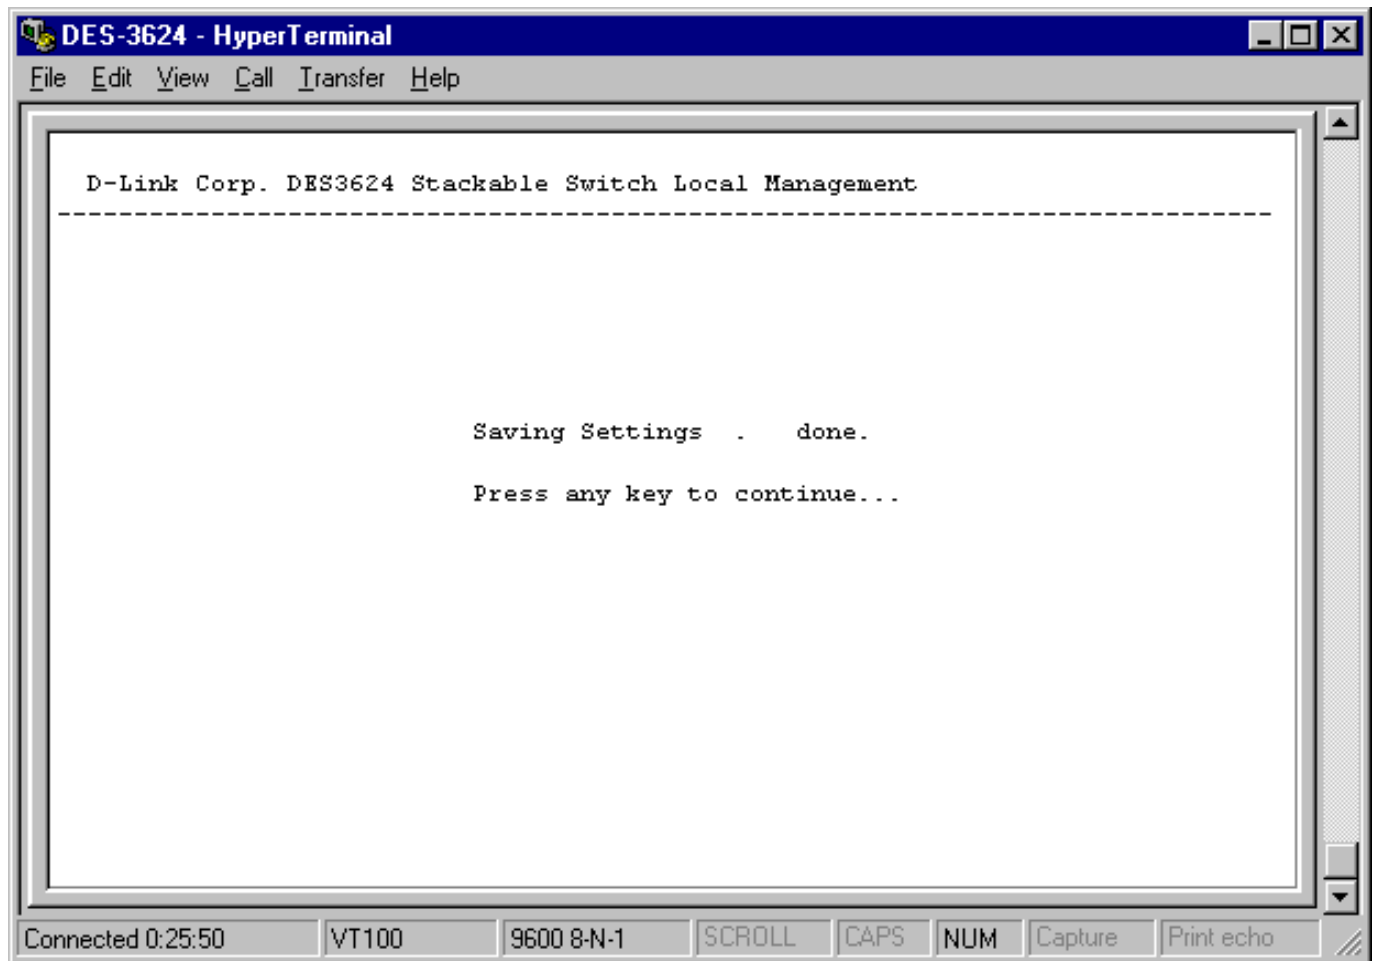 DES-3624 - HyperTerminal
File Edit View Call Transfer Help
D-Link Corp. DES3624 Stackable Switch Local Management
-------------------------------------------------------------------------------
Saving Settings . done.
Press any key to continue...
Connected 0:25:50 VT100 9600 8-N-1 SCROLL CAPS NUM Capture Print echo